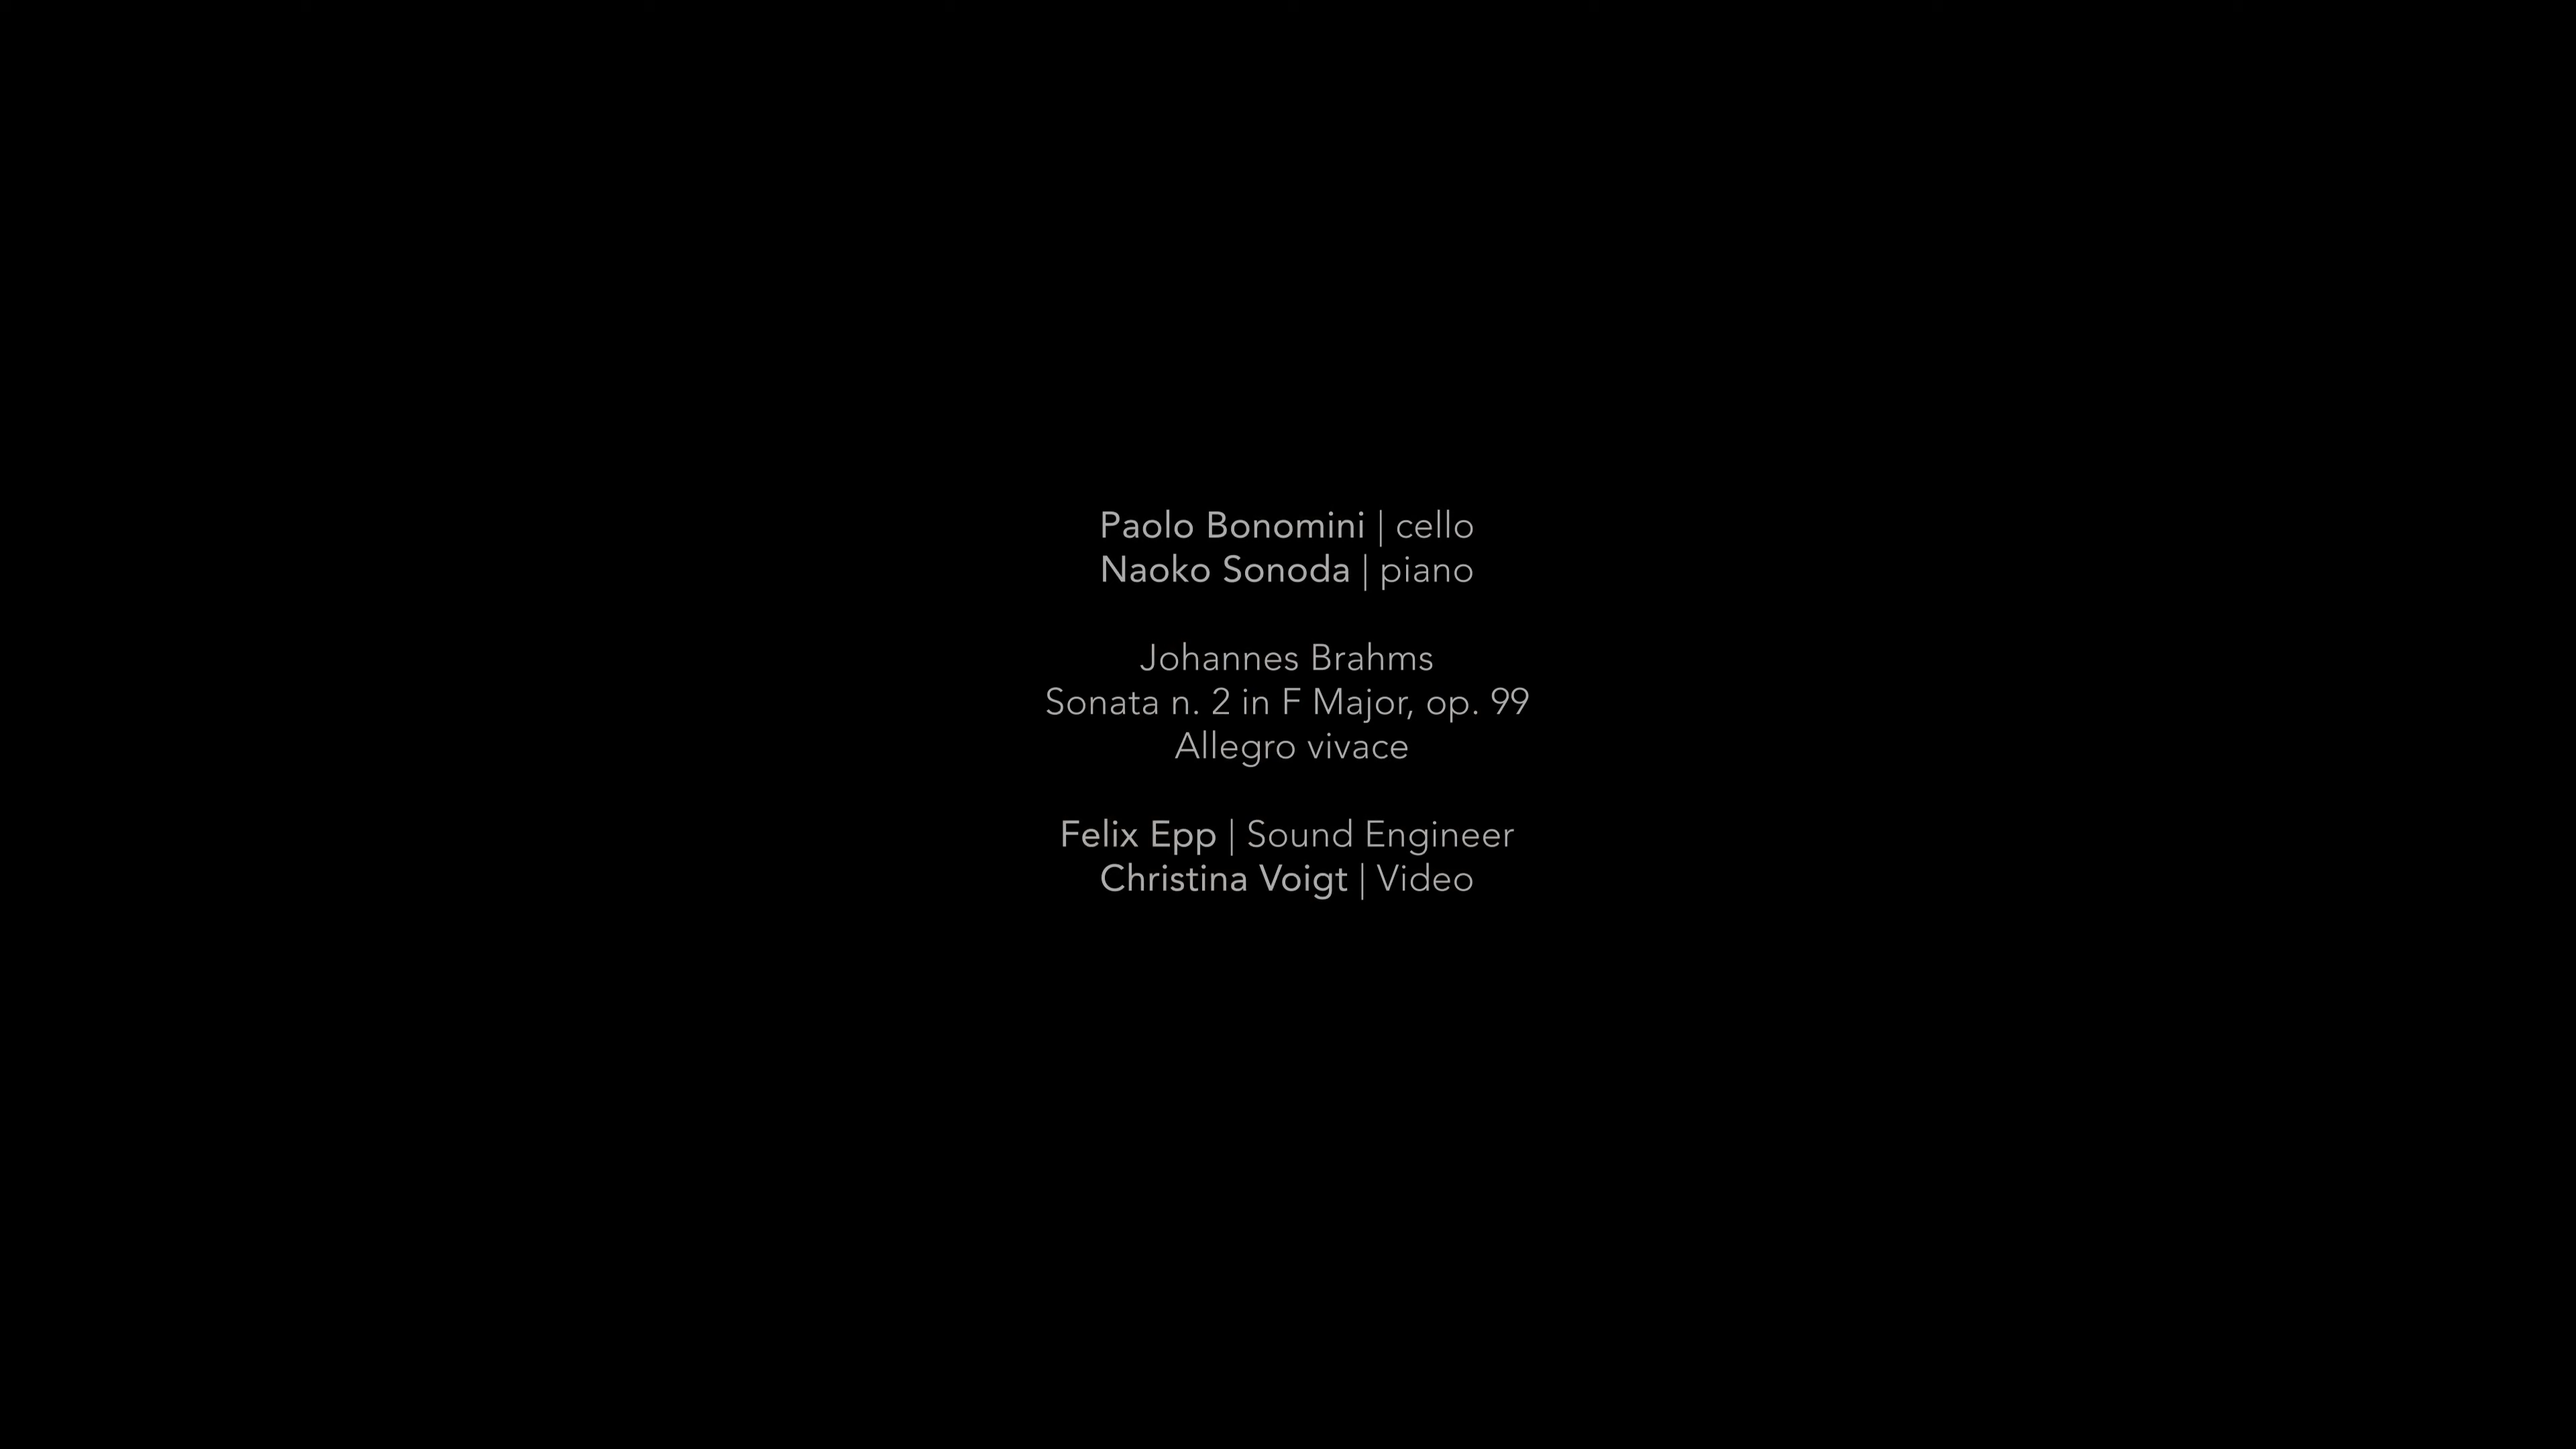 Paolo Bonomini | cello
Naoko Sonoda | piano
Johannes Brahms
Sonata n. 2 in F Major, op. 99
Allegro vivace
Felix Epp | Sound Engineer
Christina Voigt | Video